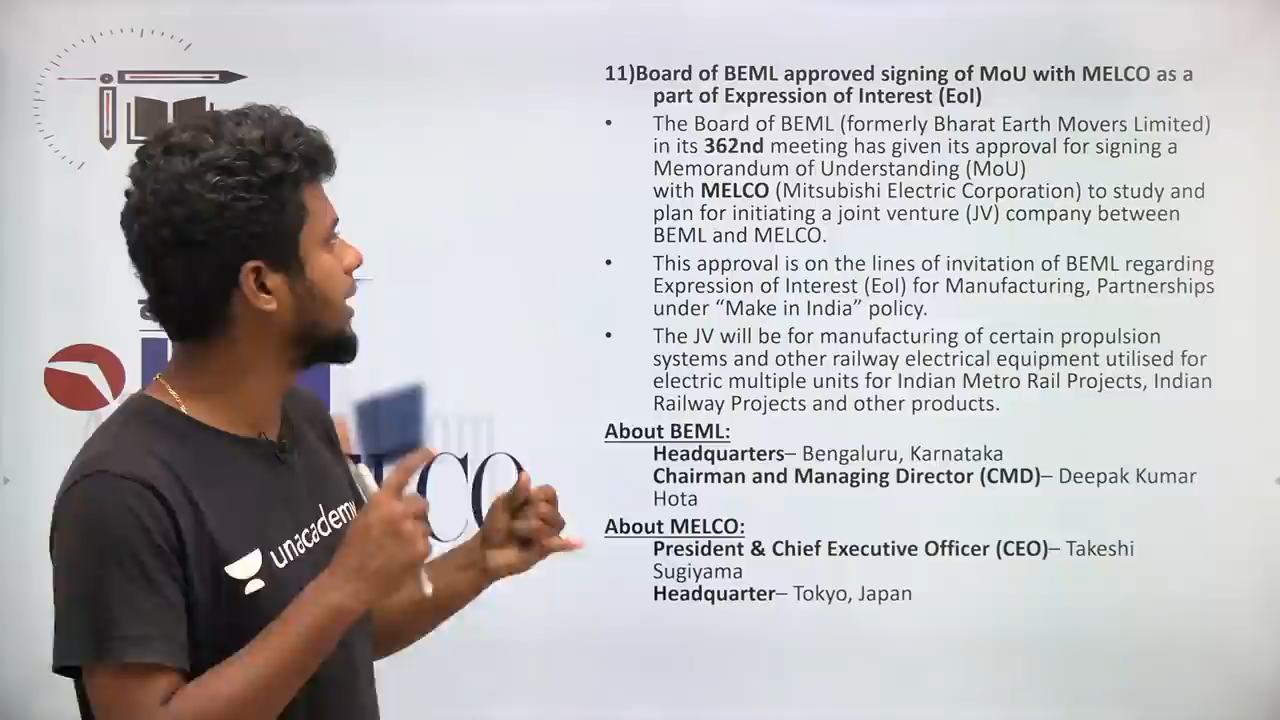 11)Board of BEML approved signing of MoU with MELCO as a
part of Expression of Interest (EoI)
• The Board of BEML (formerly Bharat Earth Movers Limited)
in its 362nd meeting has given its approval for signing a
Memorandum of Understanding (MoU)
with MELCO (Mitsubishi Electric Corporation) to study and
plan for initiating a joint venture (JV) company between
BEML and MELCO.
• This approval is on the lines of invitation of BEML regarding
Expression of Interest (EoI) for Manufacturing, Partnerships
under “Make in India” policy.
• The JV will be for manufacturing of certain propulsion
systems and other railway electrical equipment utilised for
electric multiple units for Indian Metro Rail Projects, Indian
Railway Projects and other products.
About BEML:
Headquarters– Bengaluru, Karnataka
Chairman and Managing Director (CMD)– Deepak Kumar
Hota
About MELCO:
President & Chief Executive Officer (CEO)– Takeshi
Sugiyama
Headquarter– Tokyo, Japan
unacademy